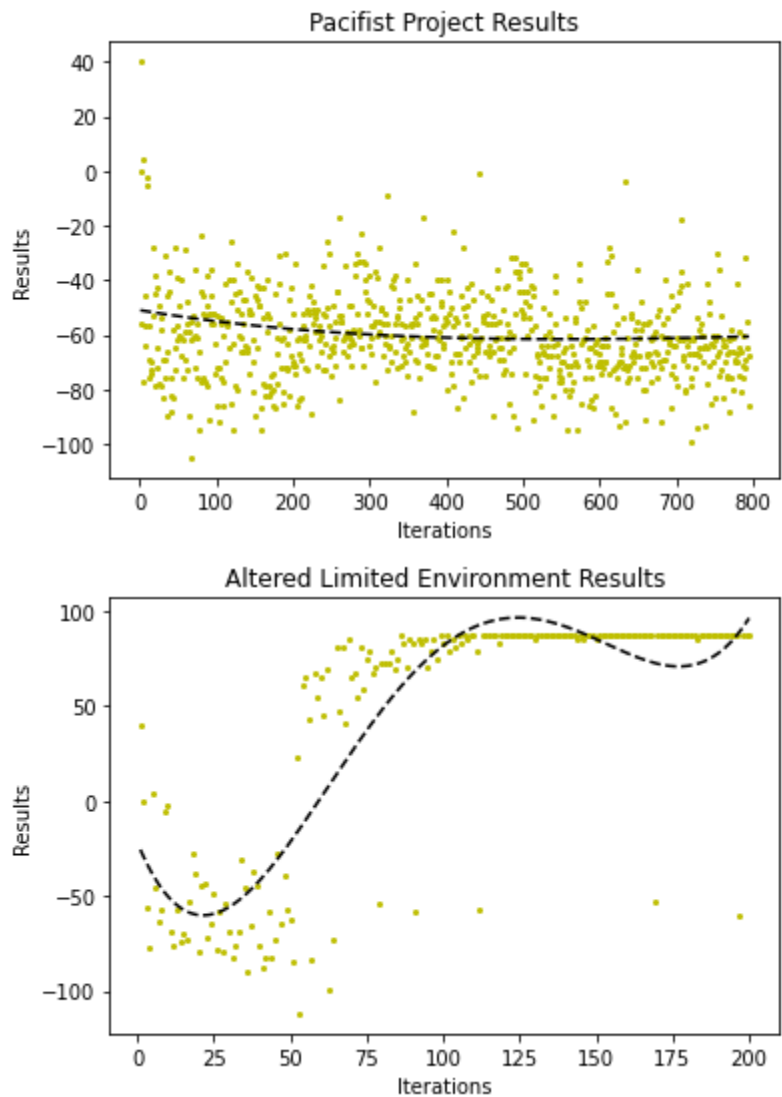 Pacifist Project Results
40
20
0
−20
−40
−60
−80
−100
Results
0 100 200 300 400 500 600 700 800
Iterations
Altered Limited Environment Results
100
50
0
−50
−100
Results
0 25 50 75 100 125 150 175 200
Iterations